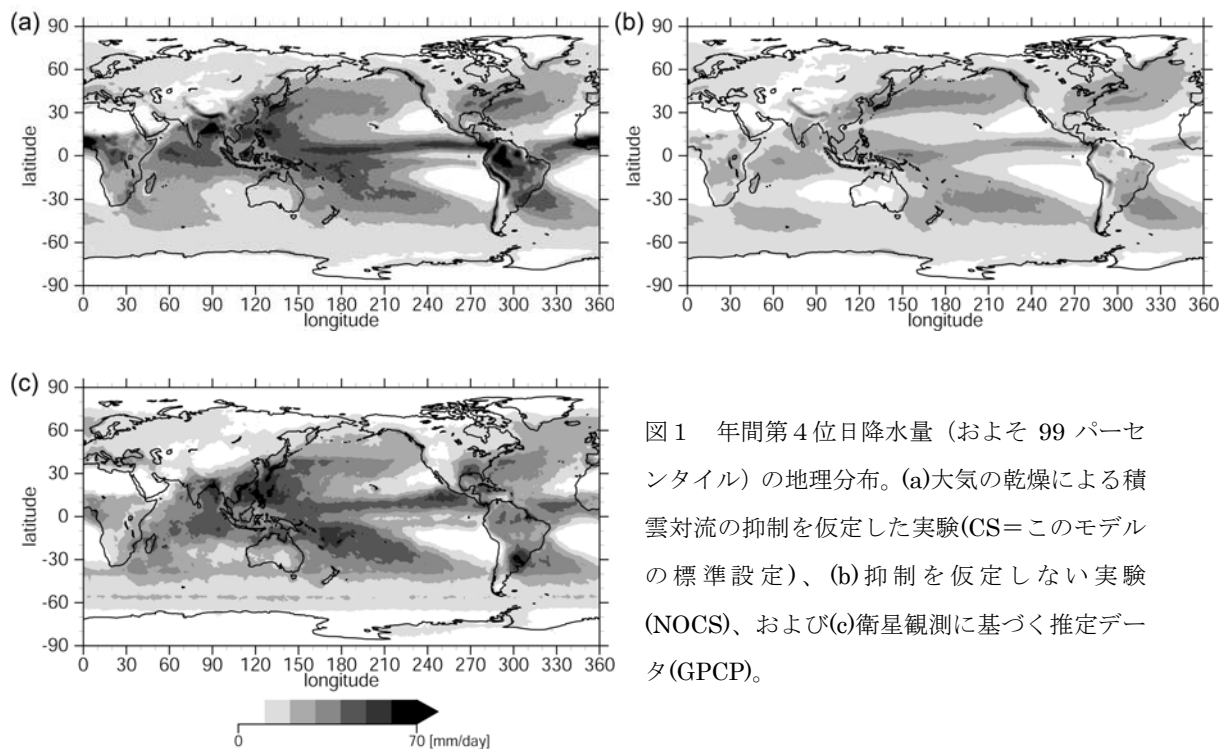 (a)
90
60
30
0
-30
-60
-90
latitude
0 30 60 90 120 150 180 210 240 270 300 330 360
longitude
(b)
90
60
30
0
-30
-60
-90
latitude
0 30 60 90 120 150 180 210 240 270 300 330 360
longitude
(c)
90
60
30
0
-30
-60
-90
latitude
0 30 60 90 120 150 180 210 240 270 300 330 360
longitude
0 70 [mm/day]
図1 年間第4位日降水量（およそ 99 パーセ
ンタイル）の地理分布。(a)大気の乾燥による積
雲対流の抑制を仮定した実験(CS＝このモデル
の標準設定)、(b)抑制を仮定しない実験
(NOCS)、および(c)衛星観測に基づく推定デー
タ(GPCP)。